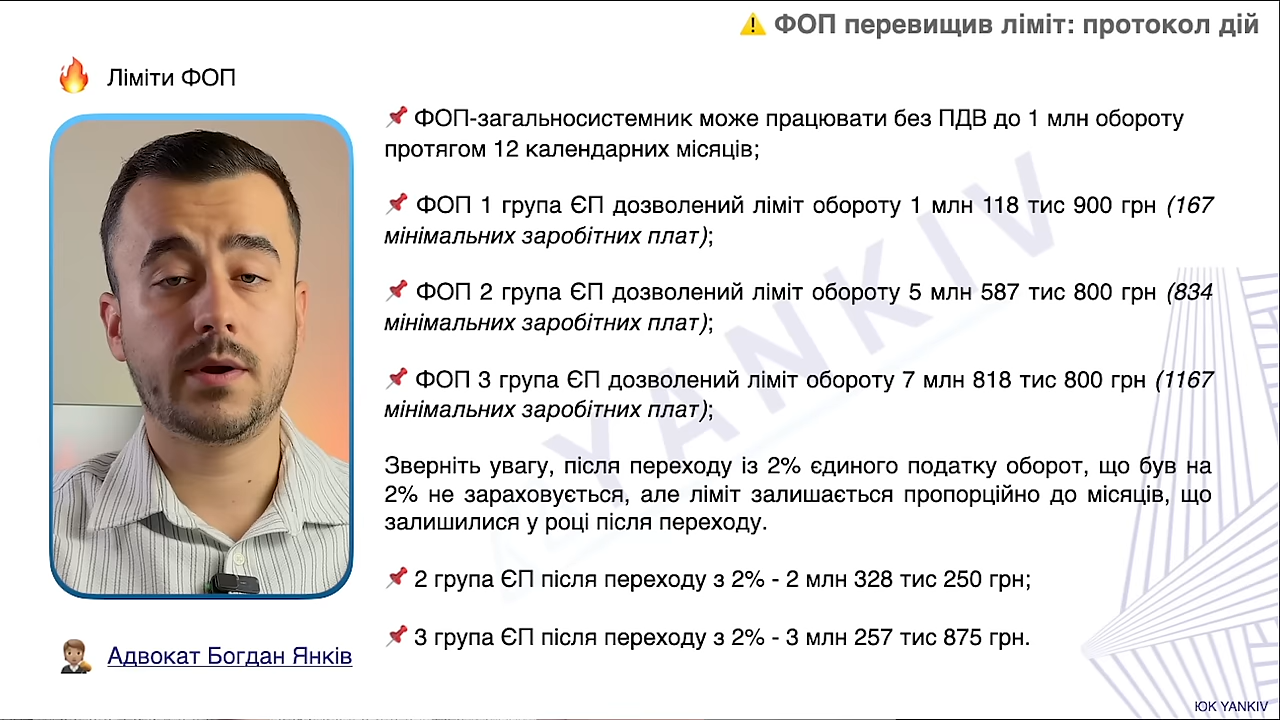 ⚠️ ФОП перевищив ліміт: протокол дій
🔥 Ліміти ФОП
📌 ФОП-загальносистемник може працювати без ПДВ до 1 млн обороту
протягом 12 календарних місяців;
📌 ФОП 1 група ЄП дозволений ліміт обороту 1 млн 118 тис 900 грн (167
мінімальних заробітних плат);
📌 ФОП 2 група ЄП дозволений ліміт обороту 5 млн 587 тис 800 грн (834
мінімальних заробітних плат);
📌 ФОП 3 група ЄП дозволений ліміт обороту 7 млн 818 тис 800 грн (1167
мінімальних заробітних плат);
Зверніть увагу, після переходу із 2% єдиного податку оборот, що був на
2% не зараховується, але ліміт залишається пропорційно до місяців, що
залишилися у році після переходу.
📌 2 група ЄП після переходу з 2% - 2 млн 328 тис 250 грн;
📌 3 група ЄП після переходу з 2% - 3 млн 257 тис 875 грн.
Адвокат Богдан Янків
YANKIV
ЮК YANKIV